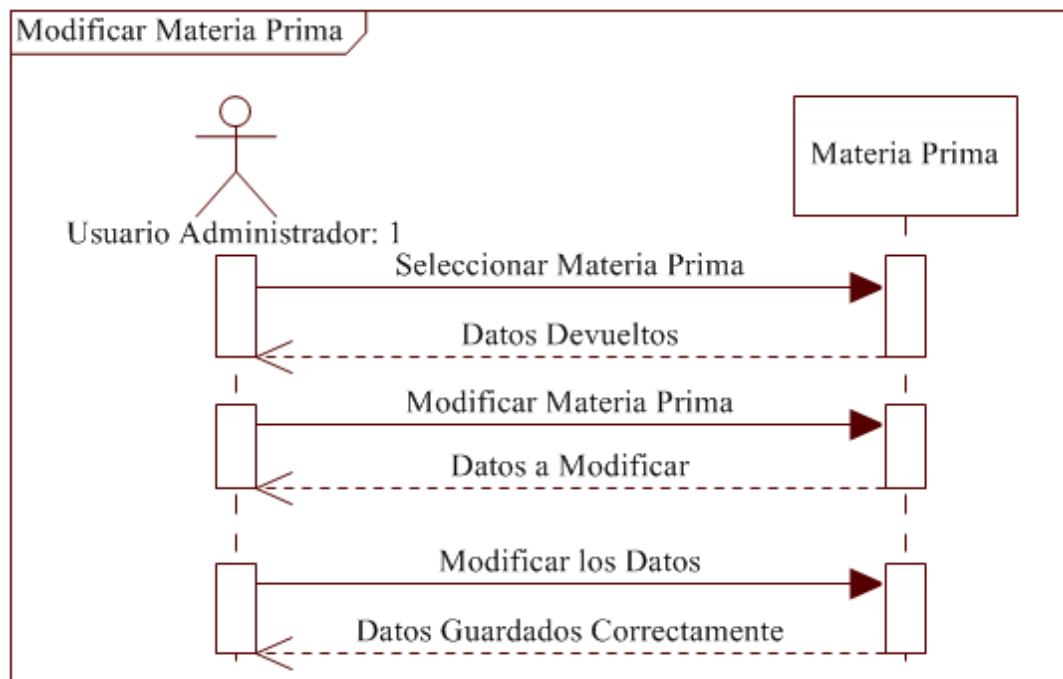 Modificar Materia Prima
Materia Prima
Usuario Administrador: 1
Seleccionar Materia Prima
Datos Devueltos
Modificar Materia Prima
Datos a Modificar
Modificar los Datos
Datos Guardados Correctamente